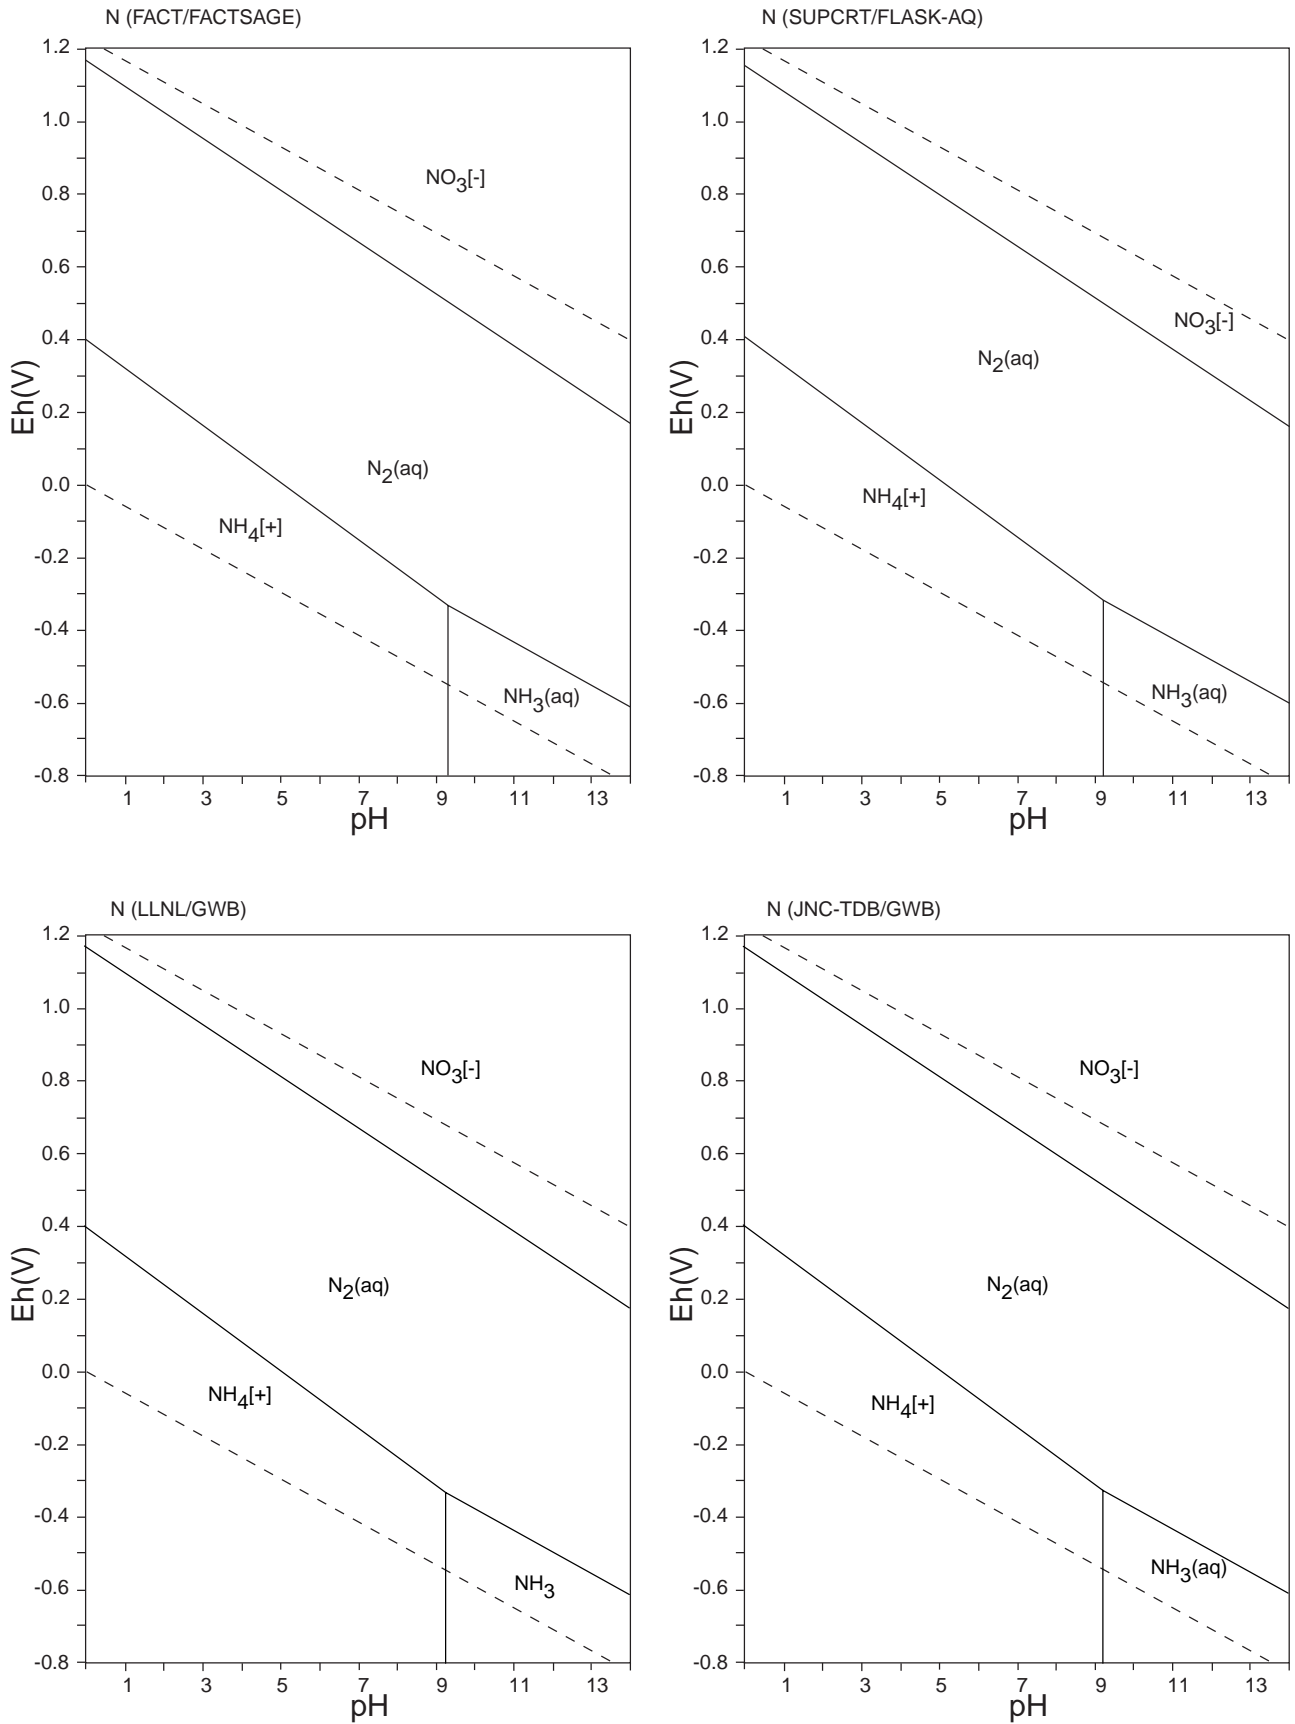 N (FACT/FACTSAGE)
1.2
1.0
0.8
0.6
0.4
0.2
0.0
-0.2
-0.4
-0.6
-0.8
Eh(V)
NO3[-]
N2(aq)
NH4[+]
NH3(aq)
1 3 5 7 9 11 13
pH
N (SUPCRT/FLASK-AQ)
1.2
1.0
0.8
0.6
0.4
0.2
0.0
-0.2
-0.4
-0.6
-0.8
Eh(V)
NO3[-]
N2(aq)
NH4[+]
NH3(aq)
1 3 5 7 9 11 13
pH
N (LLNL/GWB)
1.2
1.0
0.8
0.6
0.4
0.2
0.0
-0.2
-0.4
-0.6
-0.8
Eh(V)
NO3[-]
N2(aq)
NH4[+]
NH3
1 3 5 7 9 11 13
pH
N (JNC-TDB/GWB)
1.2
1.0
0.8
0.6
0.4
0.2
0.0
-0.2
-0.4
-0.6
-0.8
Eh(V)
NO3[-]
N2(aq)
NH4[+]
NH3(aq)
1 3 5 7 9 11 13
pH